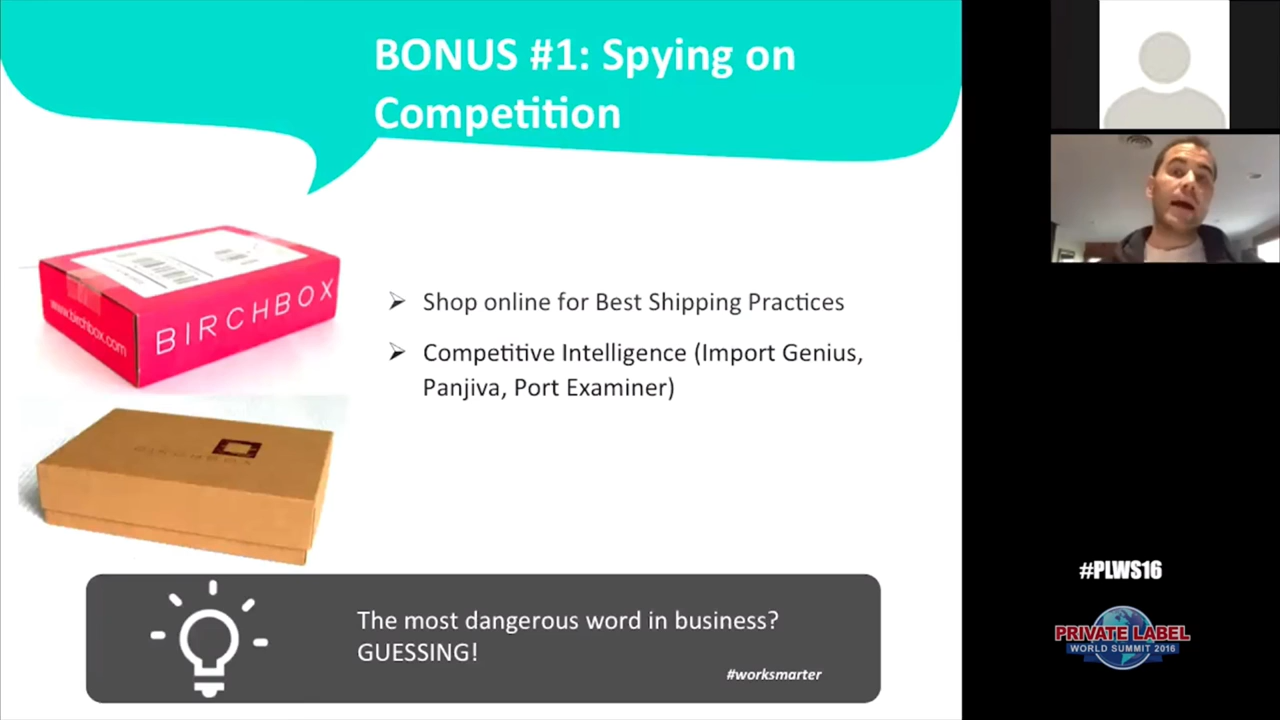 BONUS #1: Spying on
Competition
www.birchbox.com
BIRCHBOX
➢ Shop online for Best Shipping Practices
➢ Competitive Intelligence (Import Genius,
Panjiva, Port Examiner)
BIRCHBOX
The most dangerous word in business?
GUESSING!
#worksmarter
#PLWS16
PRIVATE LABEL
WORLD SUMMIT 2016